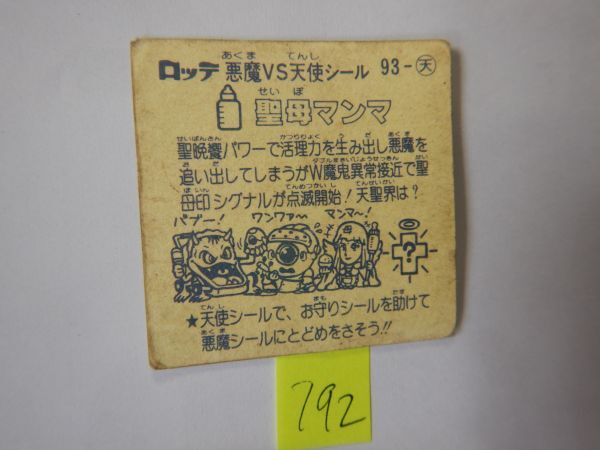 ロッテ 悪魔VS天使シール 93-天
聖母マンマ
聖晩饗パワーで活理力を生み出し悪魔を
追い出してしまうがW魔鬼異常接近で聖
母印シグナルが点滅開始!天聖界は?
バブー! ワンワァ〜 マンマ〜!
?
★天使シールで、お守りシールを助けて
悪魔シールにとどめをさそう!!
792